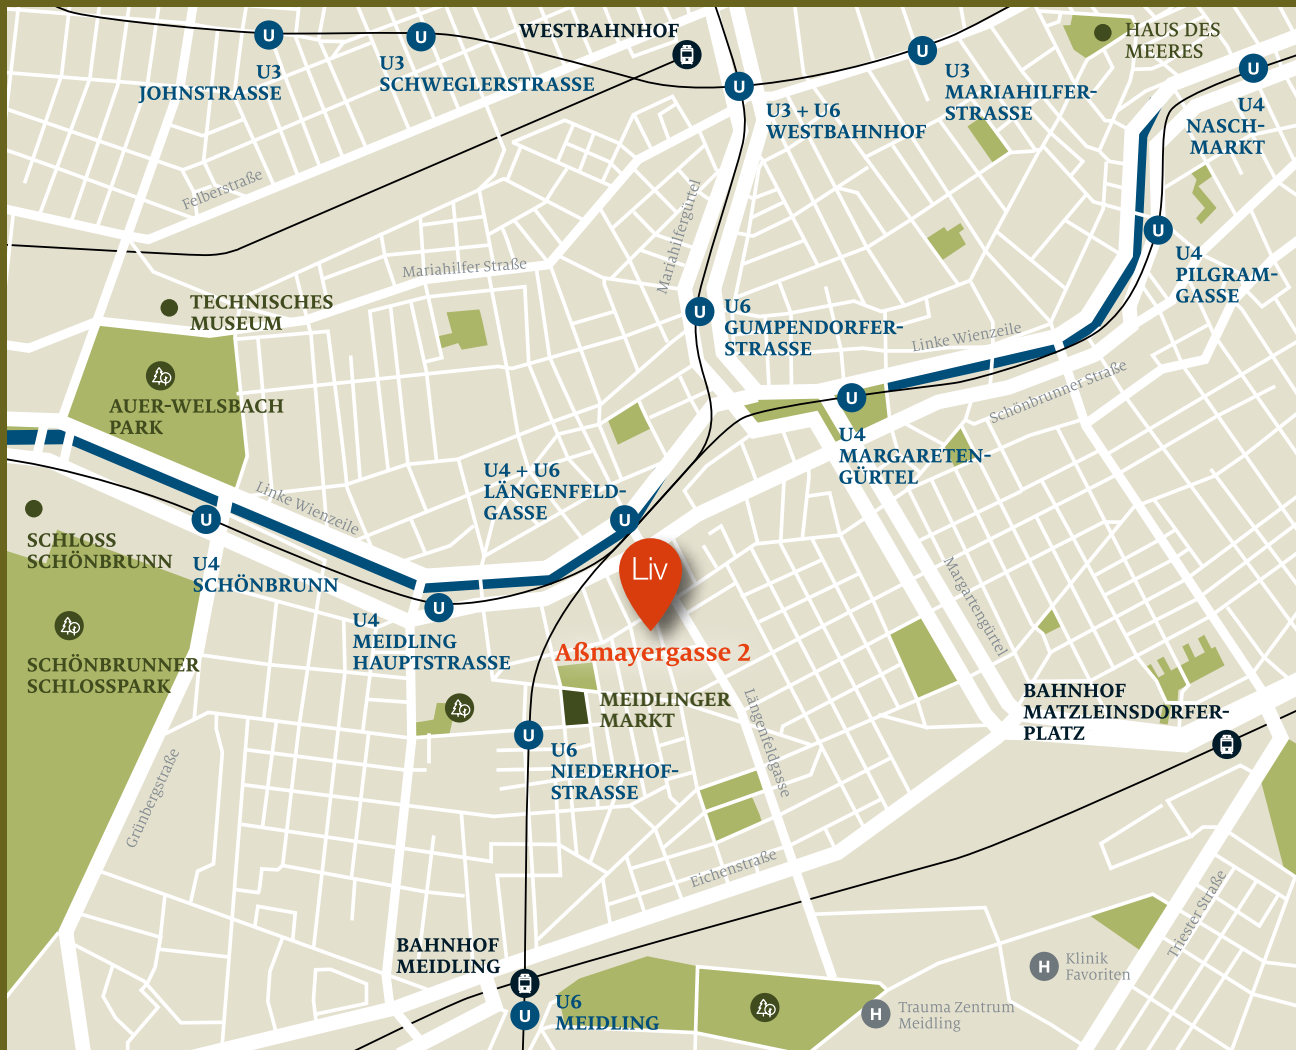 WESTBAHNHOF
HAUS DES
MEERES
U
U
U
U
U
U3
JOHNSTRASSE
U3
SCHWEGLERSTRASSE
U3
MARIAHILFER-
STRASSE
U3 + U6
WESTBAHNHOF
U4
NASCH-
MARKT
Felberstraße
Mariahilfergürtel
Mariahilfer Straße
U
U4
PILGRAM-
GASSE
TECHNISCHES
MUSEUM
U
U6
GUMPENDORFER-
STRASSE
Linke Wienzeile
Schönbrunner Straße
AUER-WELSBACH
PARK
U
U4
MARGARETEN-
GÜRTEL
U4 + U6
LÄNGENFELD-
GASSE
U
Linke Wienzeile
U
SCHLOSS
SCHÖNBRUNN
U4
SCHÖNBRUNN
Liv
Aßmayergasse 2
U
U4
MEIDLING
HAUPTSTRASSE
Margartengürtel
SCHÖNBRUNNER
SCHLOSSPARK
MEIDLINGER
MARKT
Längenfeldgasse
BAHNHOF
MATZLEINSDORFER-
PLATZ
U
U6
NIEDERHOF-
STRASSE
Grünbergstraße
Eichenstraße
Triester Straße
BAHNHOF
MEIDLING
H
Klinik
Favoriten
U
U6
MEIDLING
H
Trauma Zentrum
Meidling